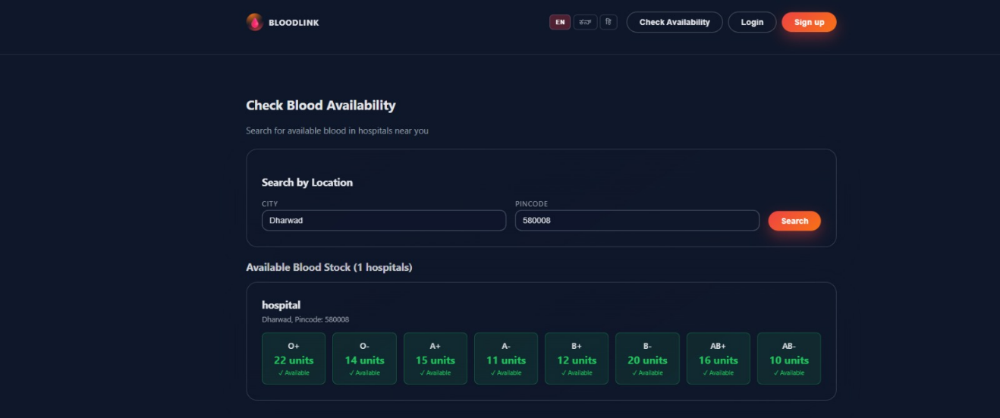 BLOODLINK
EN ಕನ್ हि Check Availability Login Sign up
Check Blood Availability
Search for available blood in hospitals near you
Search by Location
CITY PINCODE
Dharwad 580008 Search
Available Blood Stock (1 hospitals)
hospital
Dharwad, Pincode: 580008
O+ O- A+ A- B+ B- AB+ AB-
22 units 14 units 15 units 11 units 12 units 20 units 16 units 10 units
✓ Available ✓ Available ✓ Available ✓ Available ✓ Available ✓ Available ✓ Available ✓ Available